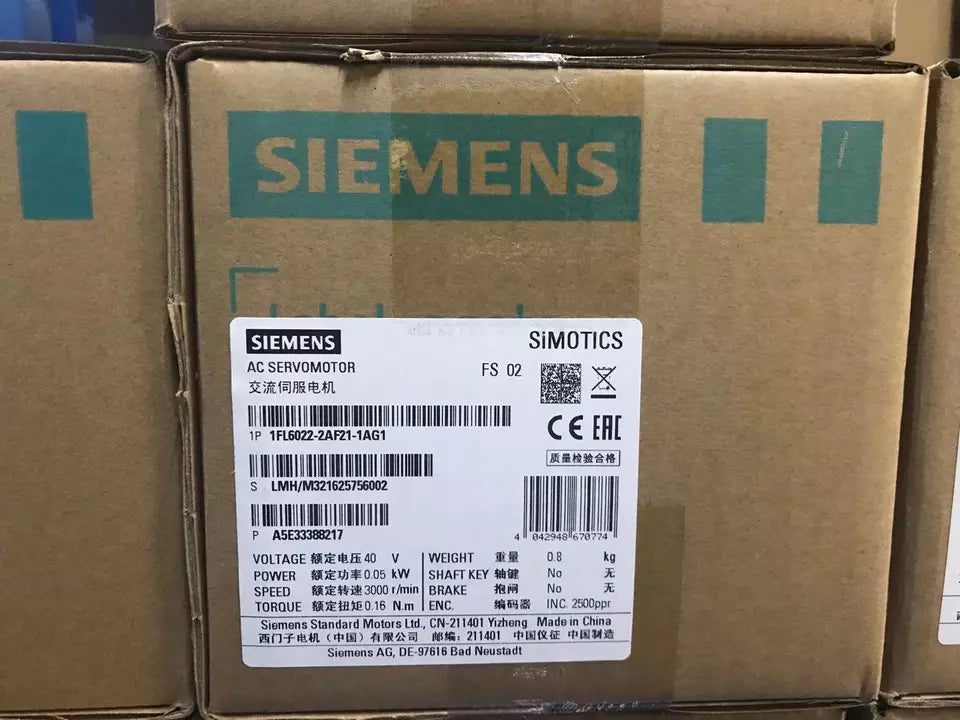 SIEMENS
SIEMENS
SiMOTICS
AC SERVOMOTOR
FS 02
交流伺服电机
1P 1FL6022-2AF21-1AG1
CE EAC
质量检验合格
S LMH/M321625756002
P A5E33388217
4 042948 670774
VOLTAGE 额定电压 40 V WEIGHT 重量 0.8 kg
POWER 额定功率 0.05 kW SHAFT KEY 轴键 No 无
SPEED 额定转速 3000 r/min BRAKE 抱闸 No 无
TORQUE 额定扭矩 0.16 N.m ENC. 编码器 INC. 2500ppr
Siemens Standard Motors Ltd., CN-211401 Yizheng Made in China
西门子电机（中国）有限公司 邮编: 211401 中国仪征 中国制造
Siemens AG, DE-97616 Bad Neustadt